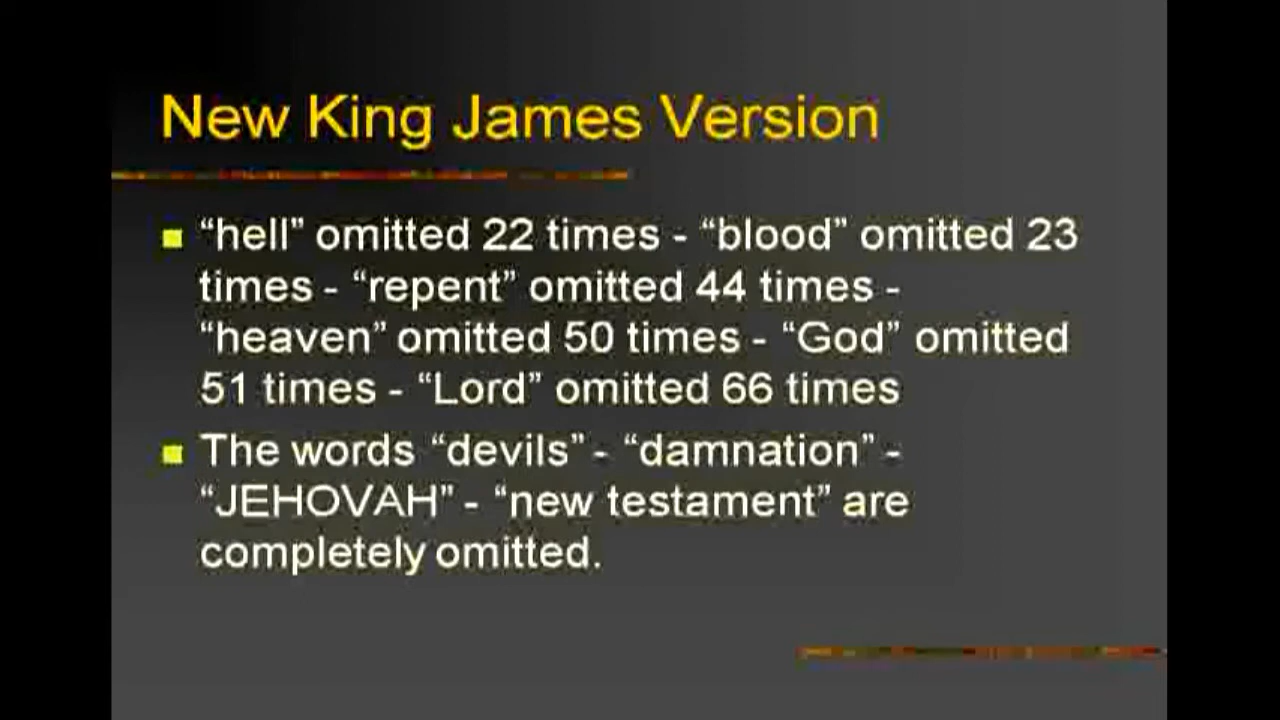 New King James Version
“hell” omitted 22 times - “blood” omitted 23
times - “repent” omitted 44 times -
“heaven” omitted 50 times - “God” omitted
51 times - “Lord” omitted 66 times
The words “devils” - “damnation” -
“JEHOVAH” - “new testament” are
completely omitted.